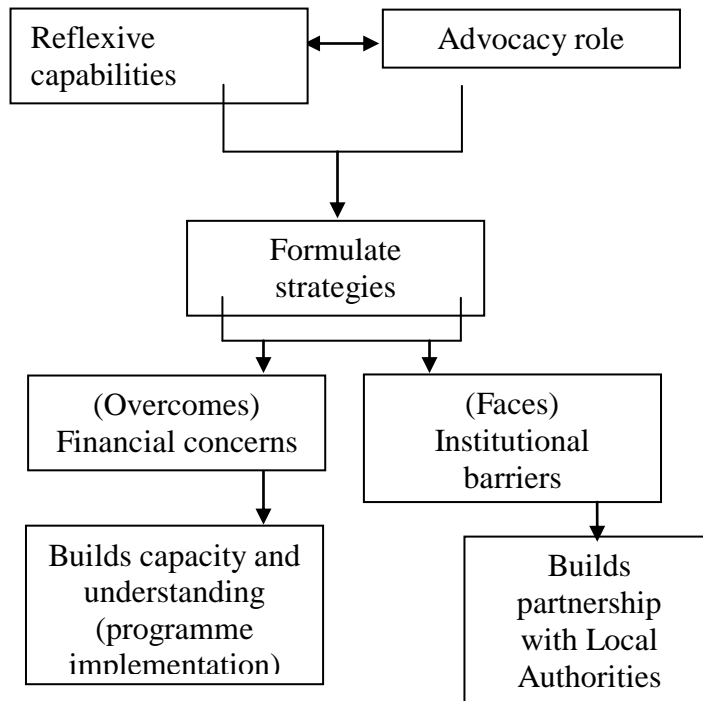 Reflexive
capabilities
Advocacy role
Formulate
strategies
(Overcomes)
Financial concerns
(Faces)
Institutional
barriers
Builds capacity and
understanding
(programme
implementation)
Builds
partnership
with Local
Authorities